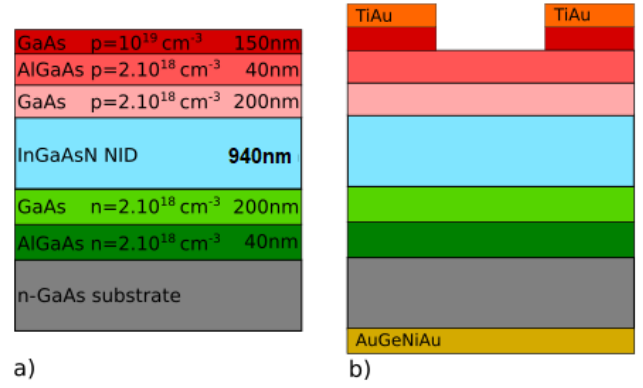 GaAs p=10¹⁹ cm⁻³ 150nm
AlGaAs p=2.10¹⁸ cm⁻³ 40nm
GaAs p=2.10¹⁸ cm⁻³ 200nm
InGaAsN NID 940nm
GaAs n=2.10¹⁸ cm⁻³ 200nm
AlGaAs n=2.10¹⁸ cm⁻³ 40nm
n-GaAs substrate
a)
TiAu TiAu
AuGeNiAu
b)